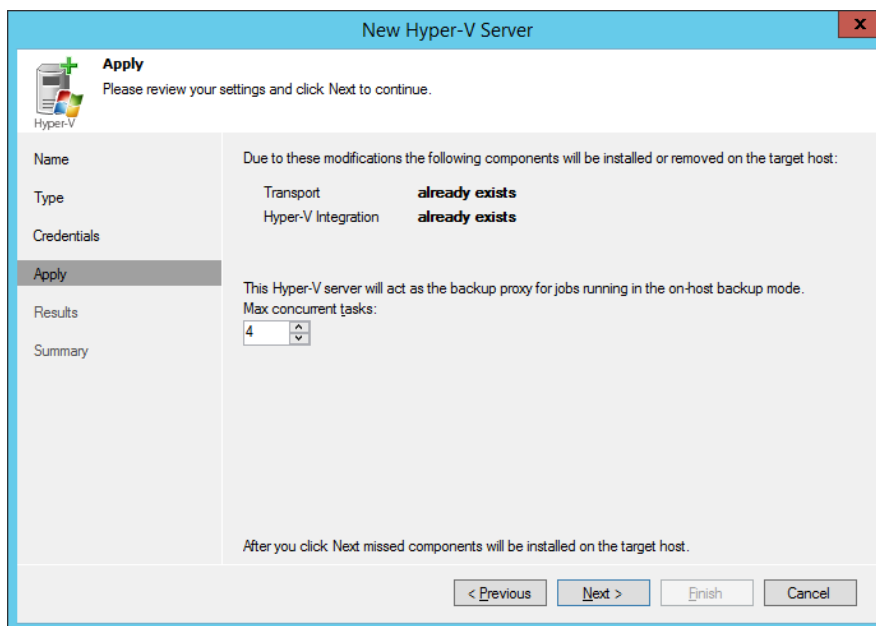 New Hyper-V Server
x
Apply
Please review your settings and click Next to continue.
Hyper-V
Name
Type
Credentials
Apply
Results
Summary
Due to these modifications the following components will be installed or removed on the target host:
Transport already exists
Hyper-V Integration already exists
This Hyper-V server will act as the backup proxy for jobs running in the on-host backup mode.
Max concurrent tasks:
4
After you click Next missed components will be installed on the target host.
< Previous Next > Finish Cancel